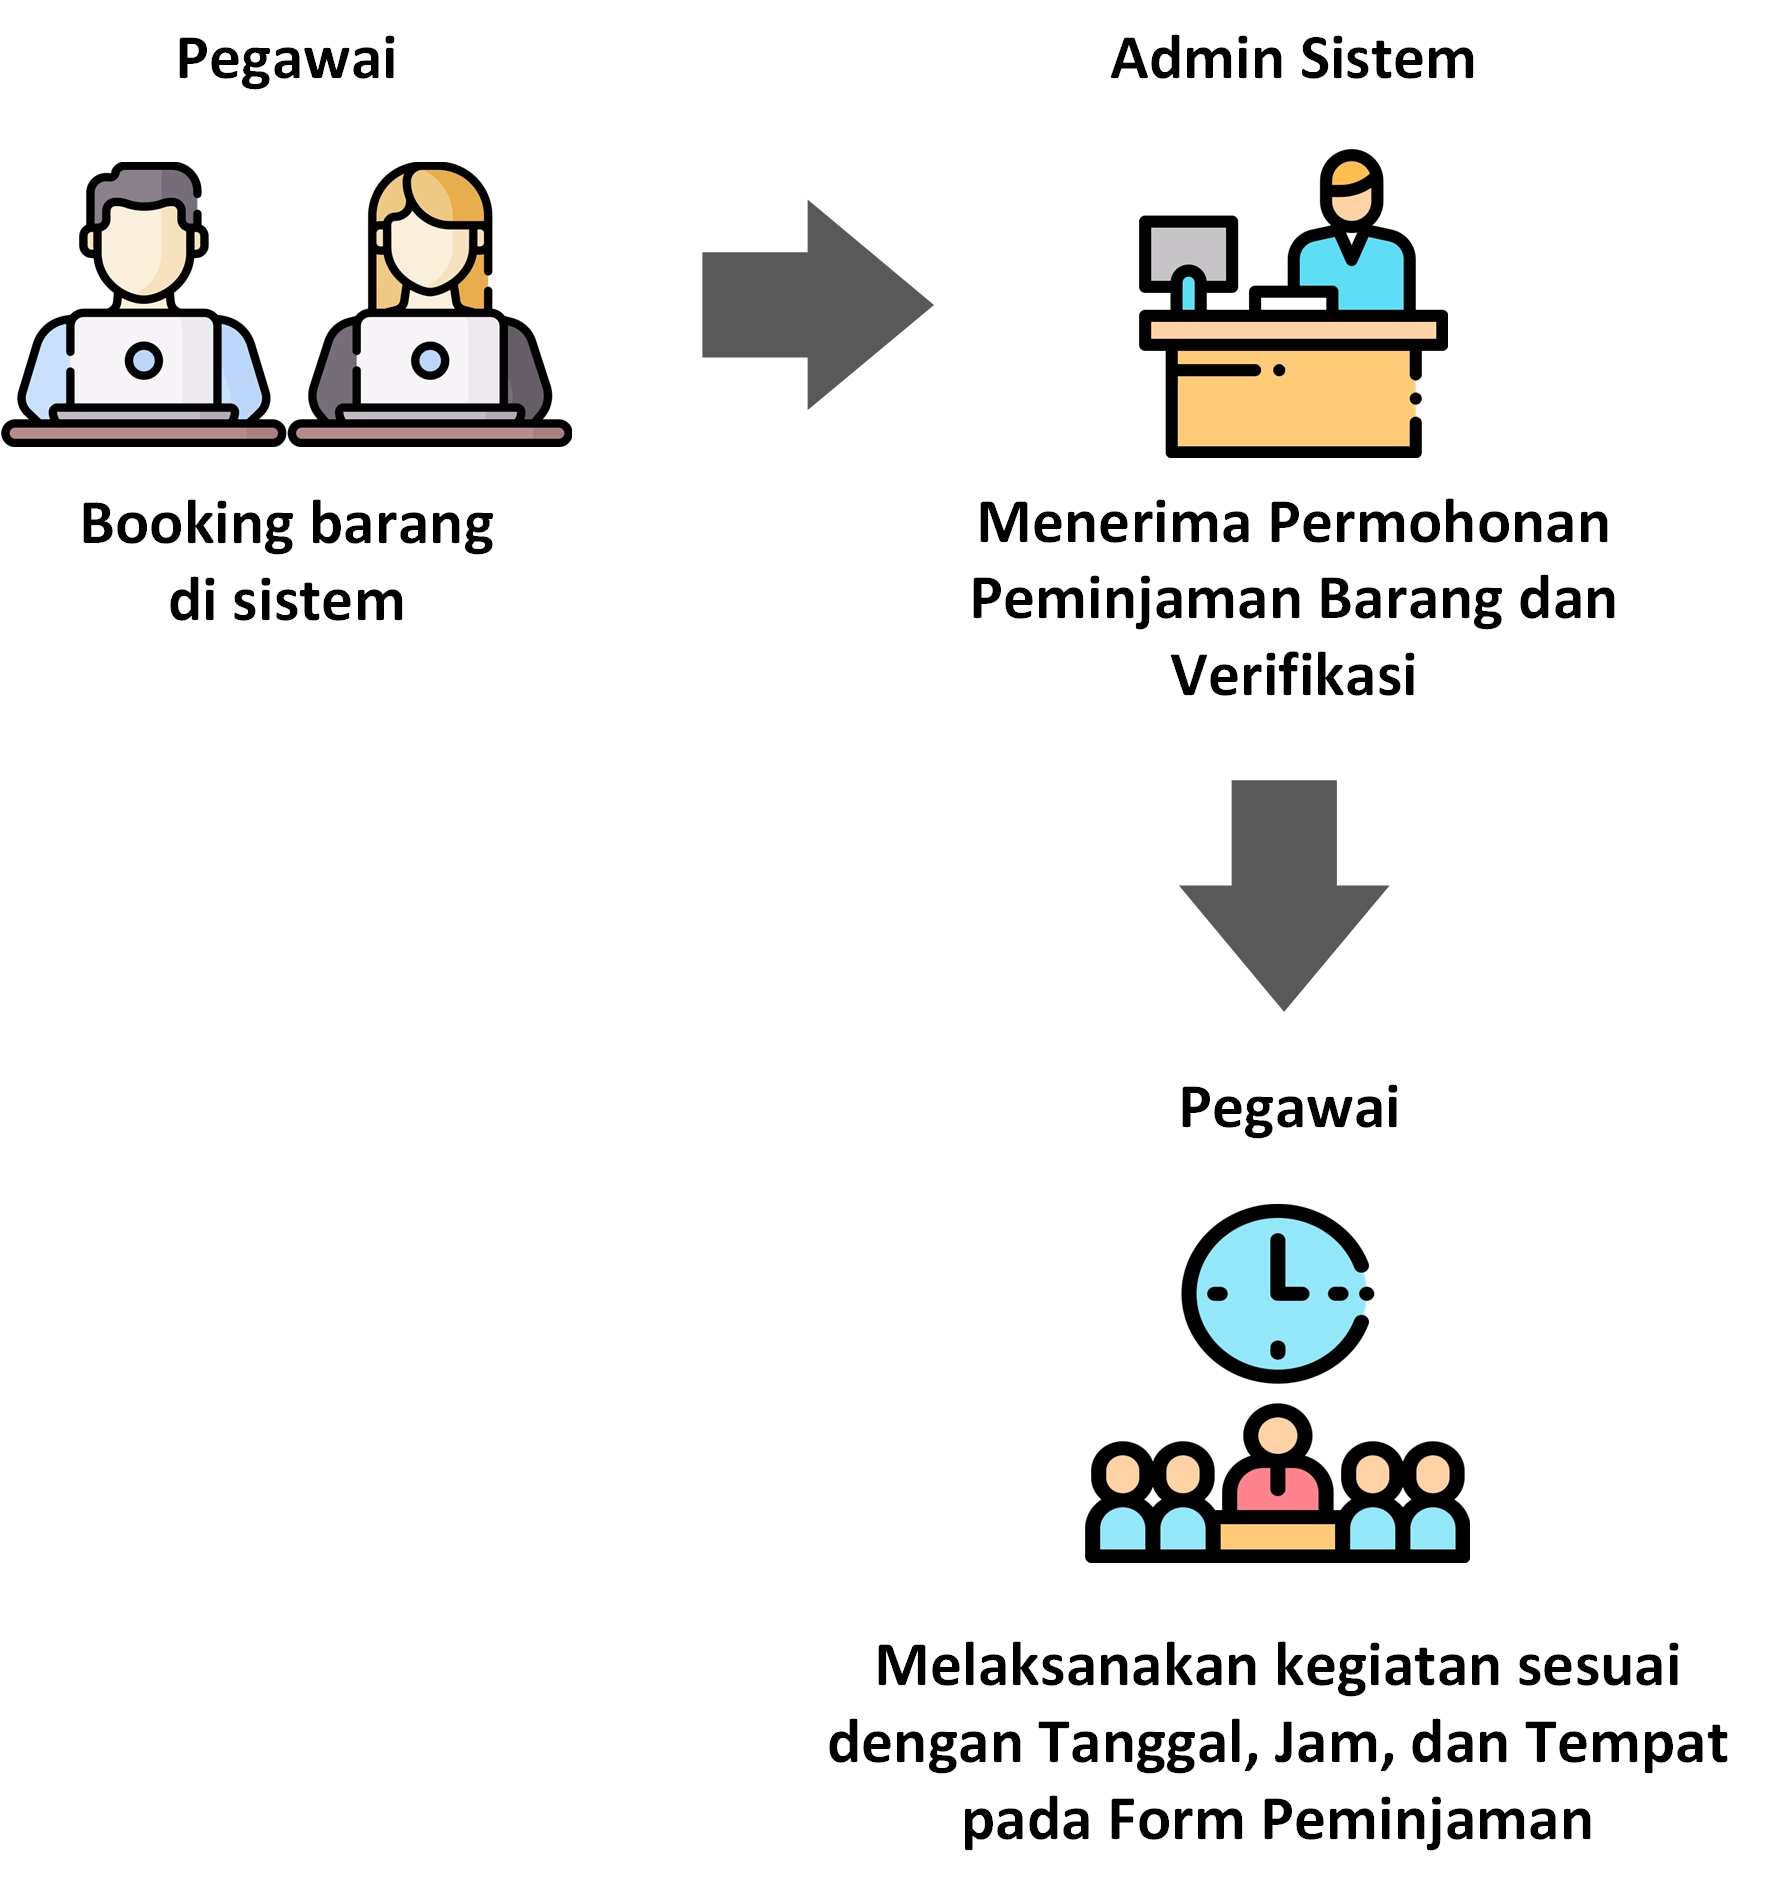 Pegawai
Booking barang
di sistem
Admin Sistem
Menerima Permohonan
Peminjaman Barang dan
Verifikasi
Pegawai
Melaksanakan kegiatan sesuai
dengan Tanggal, Jam, dan Tempat
pada Form Peminjaman